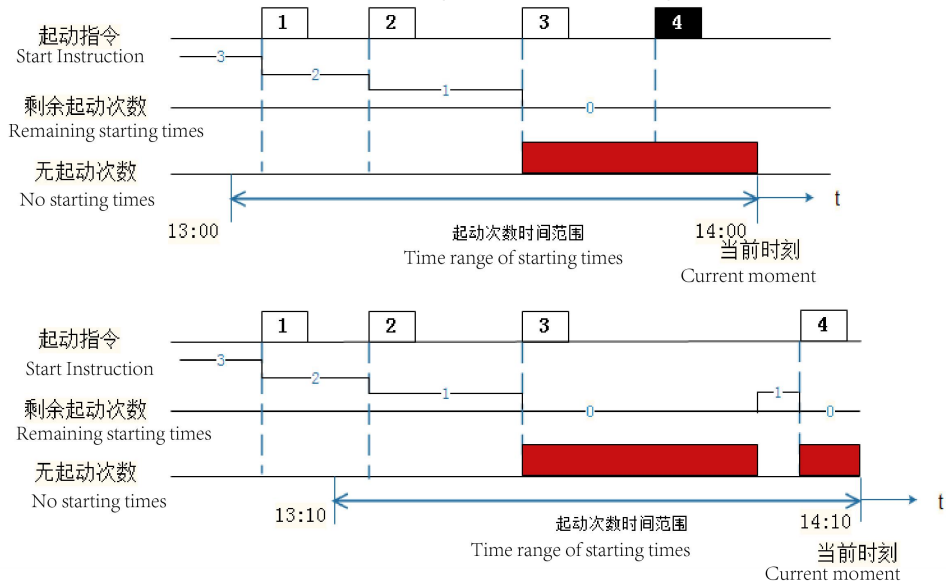 1 2 3 4
起动指令
Start Instruction
3
2
1
剩余起动次数
0
Remaining starting times
无起动次数
No starting times
t
13:00
起动次数时间范围
14:00
Time range of starting times
当前时刻
Current moment
1 2 3 4
起动指令
Start Instruction
3
2
1
1
剩余起动次数
0
0
Remaining starting times
无起动次数
No starting times
t
13:10
起动次数时间范围
14:10
Time range of starting times
当前时刻
Current moment